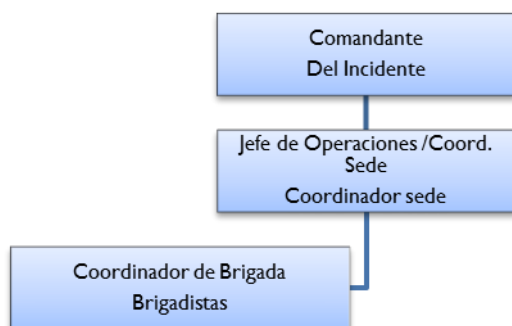 Comandante
Del Incidente
Jefe de Operaciones /Coord.
Sede
Coordinador sede
Coordinador de Brigada
Brigadistas